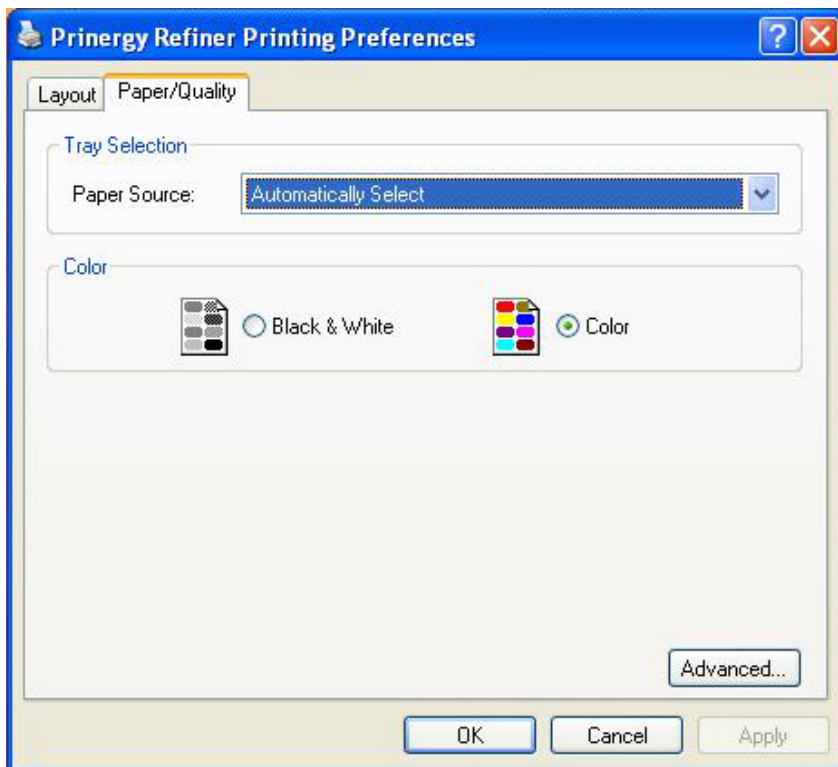 Prinergy Refiner Printing Preferences
Layout Paper/Quality
Tray Selection
Paper Source: Automatically Select
Color
Black & White Color
Advanced...
OK Cancel Apply